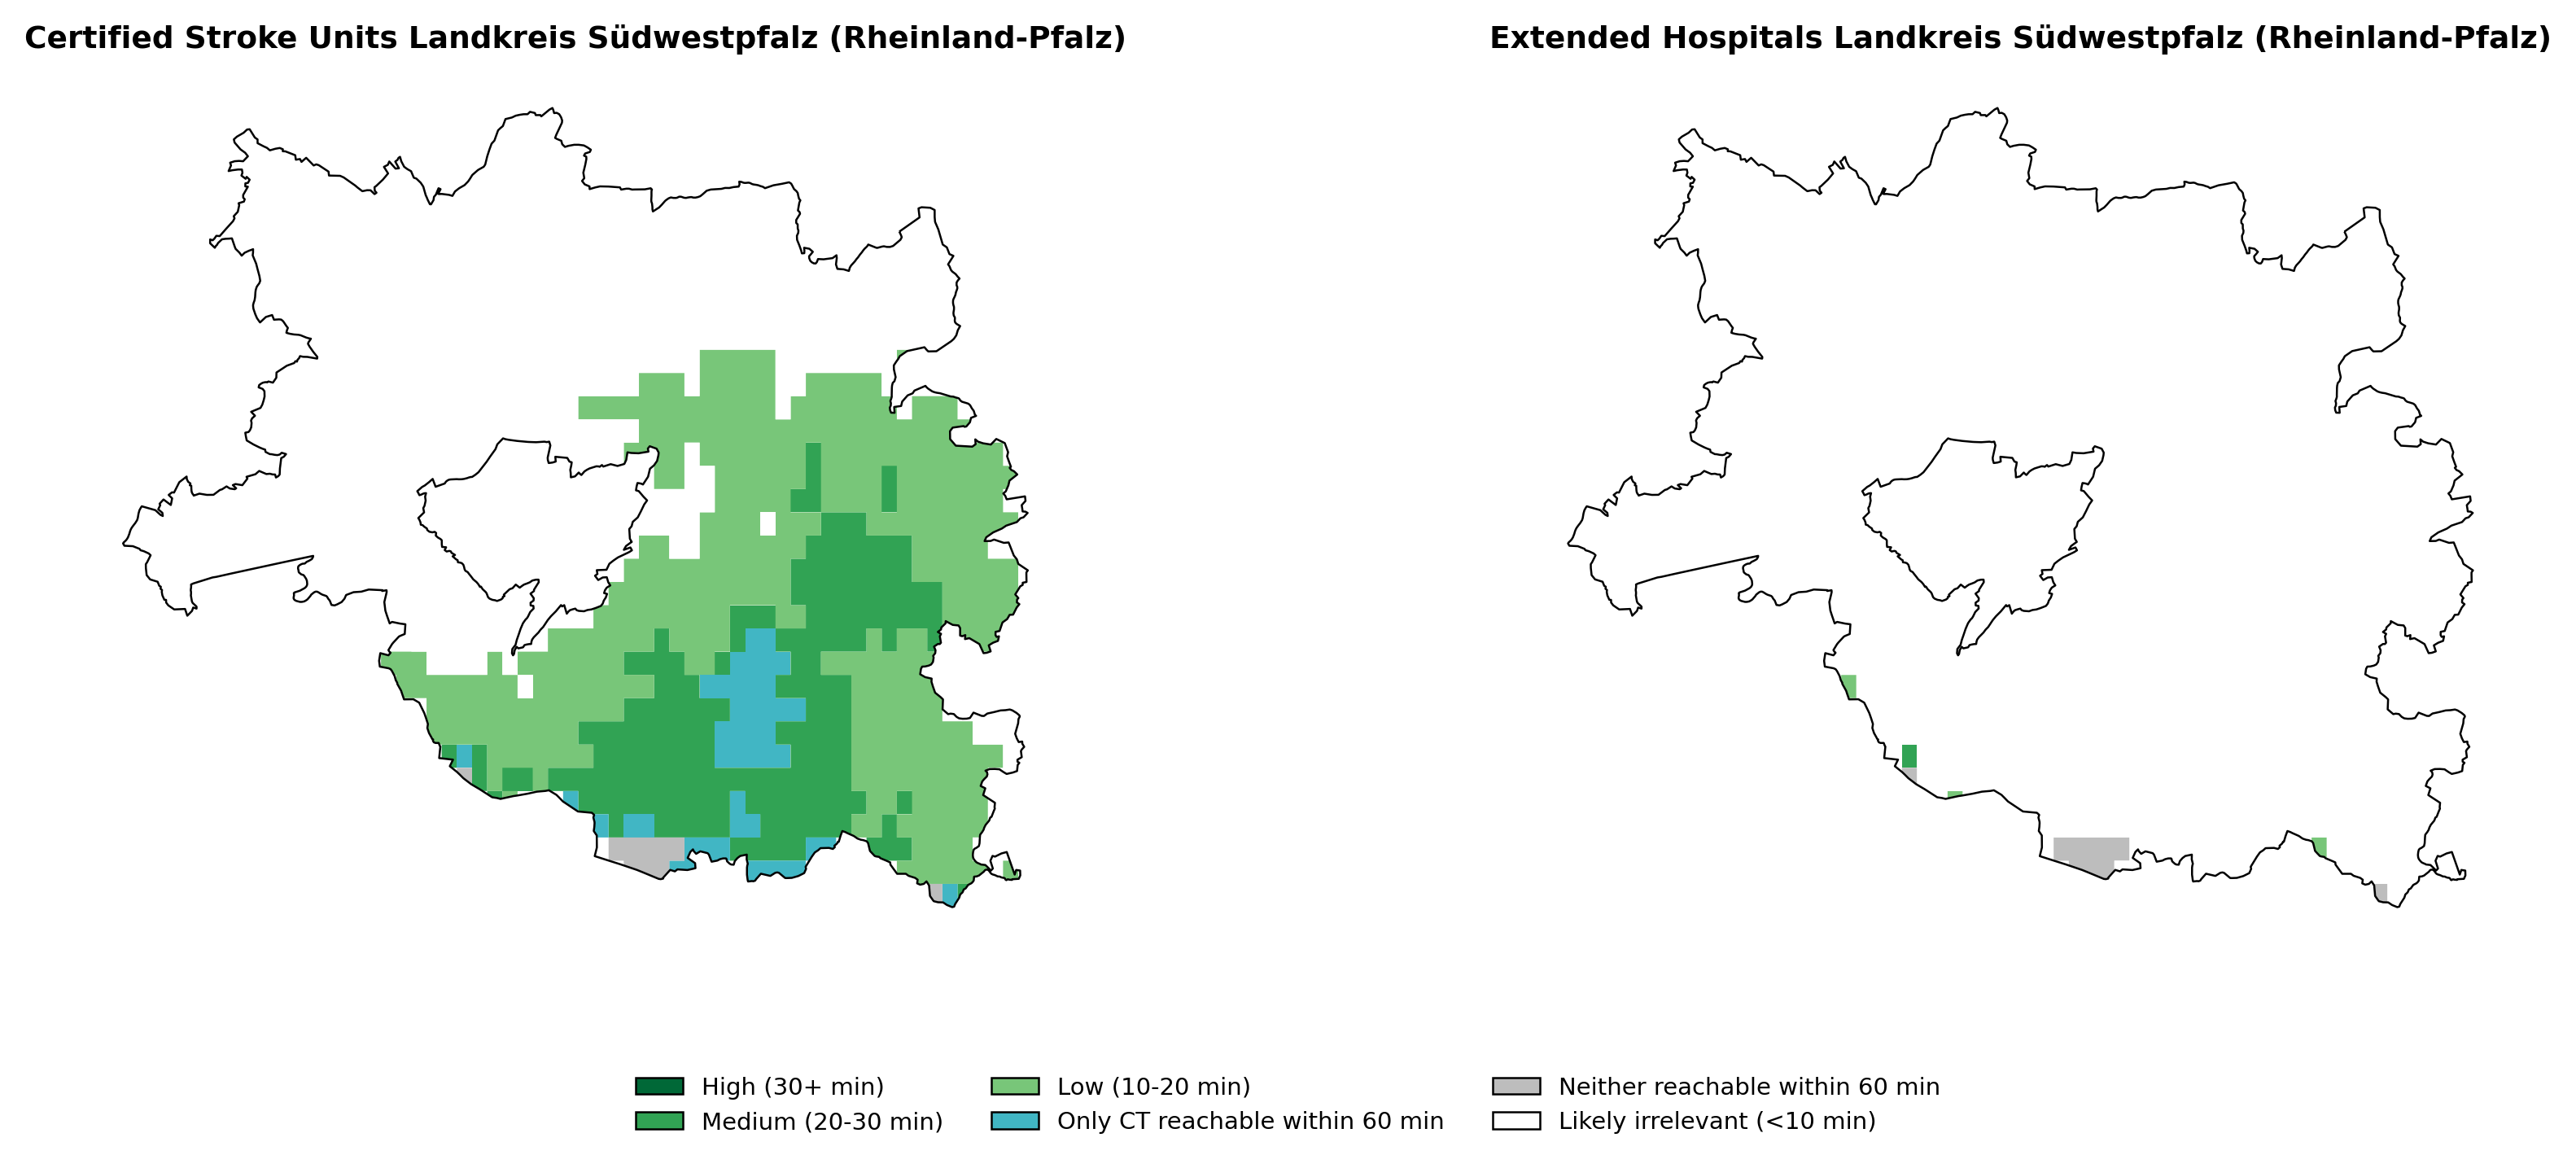 Certified Stroke Units Landkreis Südwestpfalz (Rheinland-Pfalz)
Extended Hospitals Landkreis Südwestpfalz (Rheinland-Pfalz)
High (30+ min)
Medium (20-30 min)
Low (10-20 min)
Only CT reachable within 60 min
Neither reachable within 60 min
Likely irrelevant (<10 min)